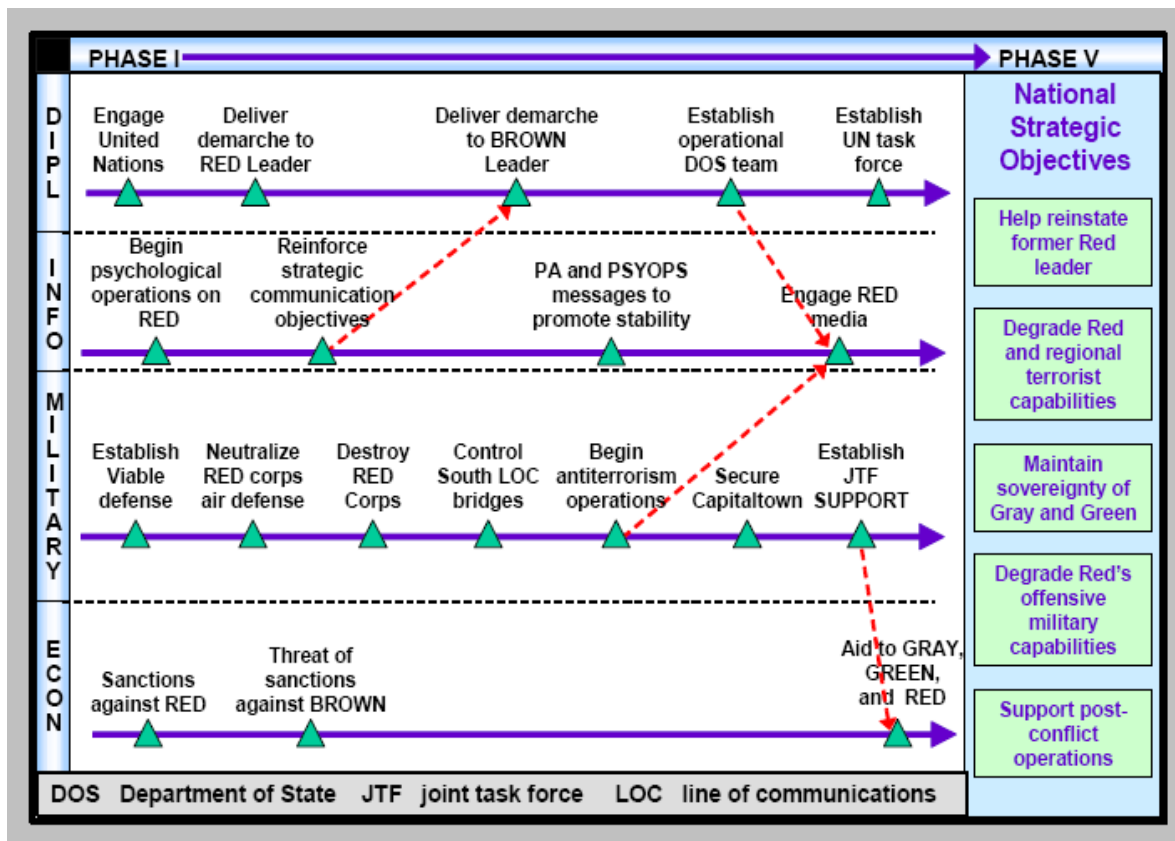 PHASE I
PHASE V
DIPL
Engage
United
Nations
Deliver
demarche to
RED Leader
Deliver demarche
to BROWN
Leader
Establish
operational
DOS team
Establish
UN task
force
INFO
Begin
psychological
operations on
RED
Reinforce
strategic
communication
objectives
PA and PSYOPS
messages to
promote stability
Engage RED
media
MILITARY
Establish
Viable
defense
Neutralize
RED corps
air defense
Destroy
RED
Corps
Control
South LOC
bridges
Begin
antiterrorism
operations
Secure
Capitaltown
Establish
JTF
SUPPORT
ECON
Sanctions
against RED
Threat of
sanctions
against BROWN
Aid to GRAY,
GREEN,
and RED
National
Strategic
Objectives
Help reinstate
former Red
leader
Degrade Red
and regional
terrorist
capabilities
Maintain
sovereignty of
Gray and Green
Degrade Red's
offensive
military
capabilities
Support post-
conflict
operations
DOS Department of State JTF joint task force LOC line of communications